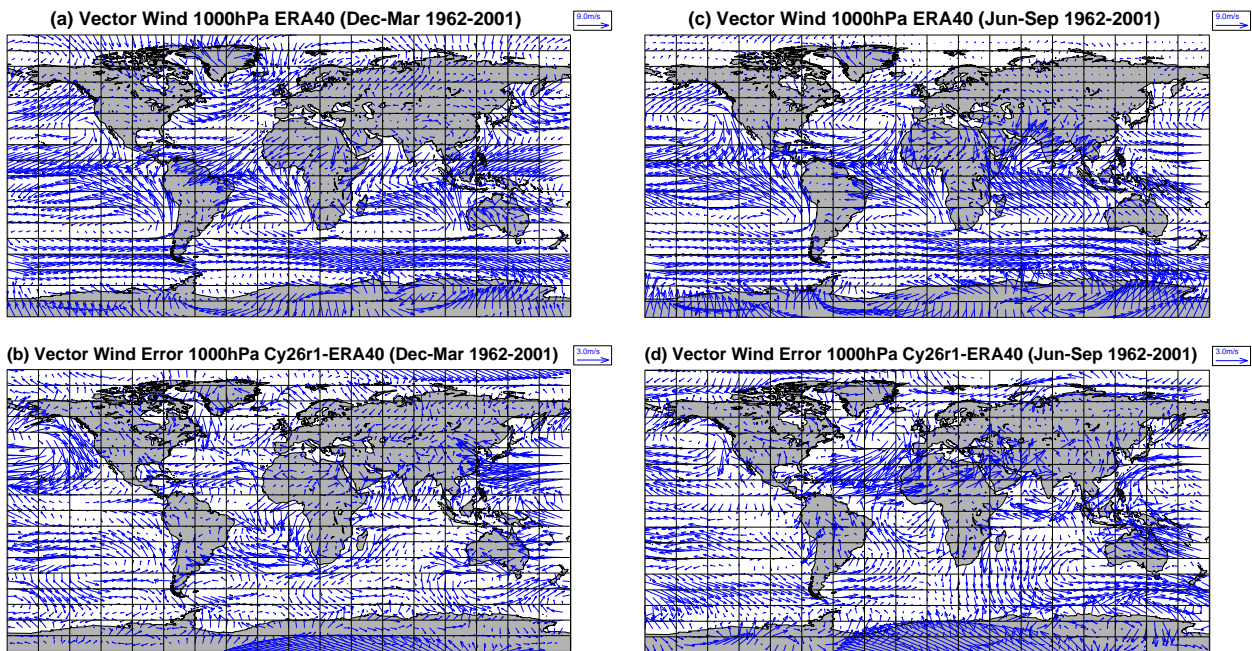 (a) Vector Wind 1000hPa ERA40 (Dec-Mar 1962-2001)
9.0m/s
(c) Vector Wind 1000hPa ERA40 (Jun-Sep 1962-2001)
9.0m/s
(b) Vector Wind Error 1000hPa Cy26r1-ERA40 (Dec-Mar 1962-2001)
3.0m/s
(d) Vector Wind Error 1000hPa Cy26r1-ERA40 (Jun-Sep 1962-2001)
3.0m/s